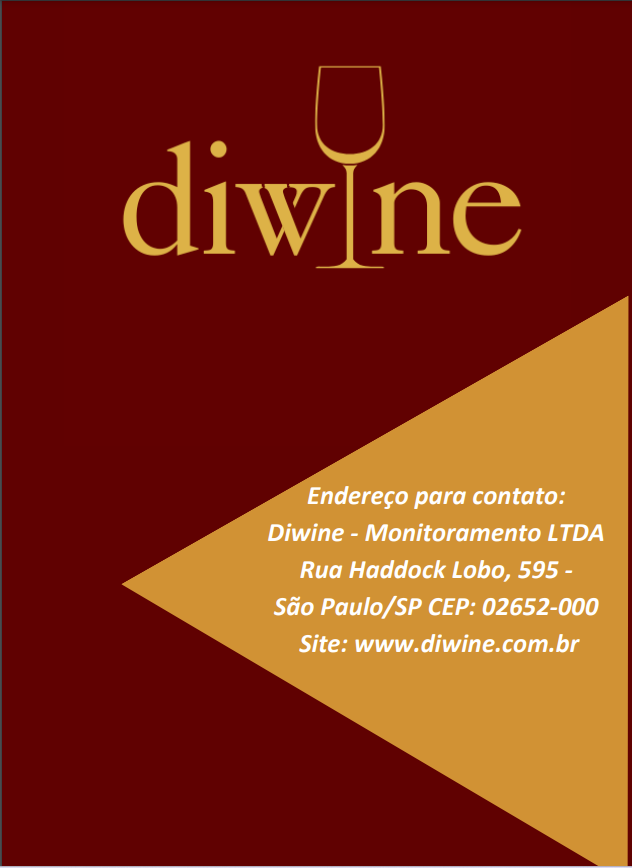 diwine
Endereço para contato:
Diwine - Monitoramento LTDA
Rua Haddock Lobo, 595 -
São Paulo/SP CEP: 02652-000
Site: www.diwine.com.br